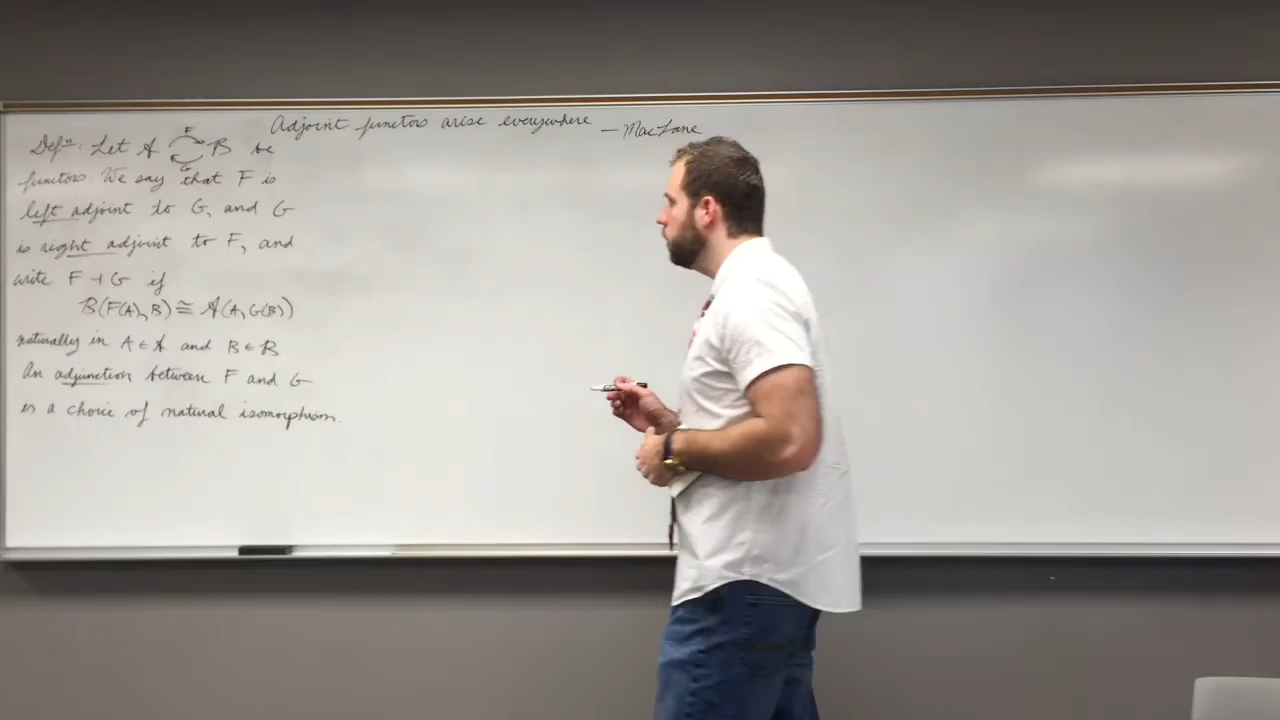 Adjoint functors arise everywhere — MacLane
Defⁿ: Let 𝒜 F G ℬ be
functors. We say that F is
left adjoint to G, and G
is right adjoint to F, and
write F ⊣ G if
ℬ(F(A), B) ≅ 𝒜(A, G(B))
naturally in A ∈ 𝒜 and B ∈ ℬ
An adjunction between F and G
is a choice of natural isomorphism.